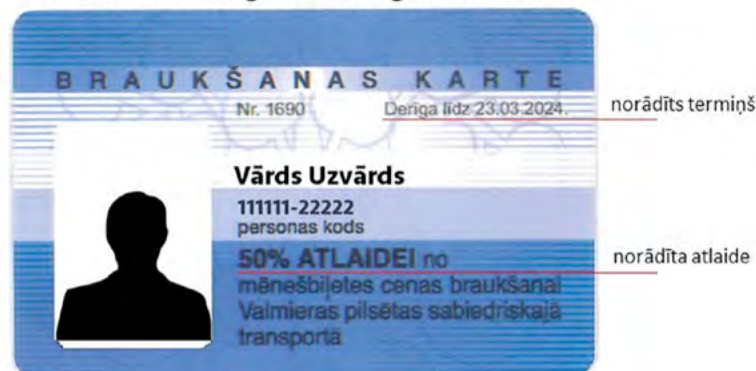 BRAUKŠANAS KARTE
Nr. 1690 Derīga līdz 23.03.2024. norādīts termiņš
Vārds Uzvārds
111111-22222
personas kods
50% ATLAIDEI no norādīta atlaide
mēnešbiļetes cenas braukšanai
Valmieras pilsētas sabiedriskajā
transportā